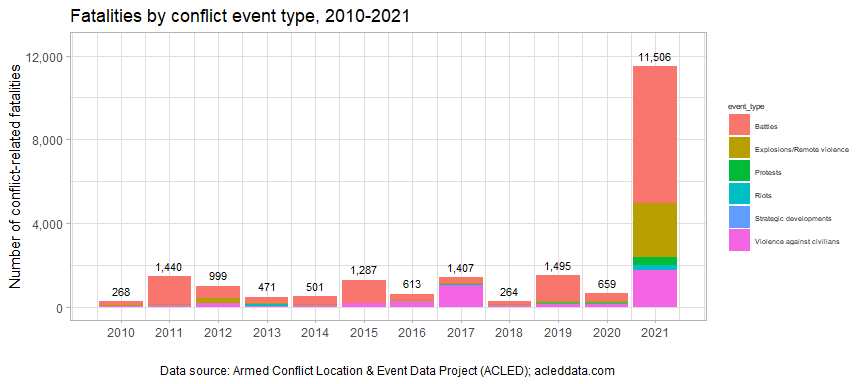 Fatalities by conflict event type, 2010-2021
Number of conflict-related fatalities
12,000
8,000
4,000
0
268
1,440
999
471
501
1,287
613
1,407
264
1,495
659
11,506
2010
2011
2012
2013
2014
2015
2016
2017
2018
2019
2020
2021
event_type
Battles
Explosions/Remote violence
Protests
Riots
Strategic developments
Violence against civilians
Data source: Armed Conflict Location & Event Data Project (ACLED); acleddata.com